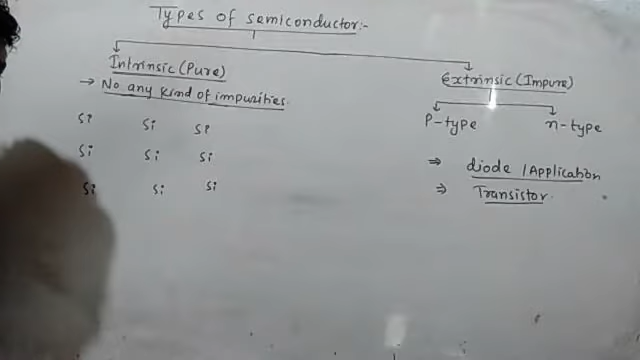 Types of semiconductor:-
Intrinsic (Pure)
→ No any kind of impurities.
Si Si Si
Si Si Si
Si Si Si
Extrinsic (Impure)
P-type n-type
⇒ diode / Application
⇒ Transistor.